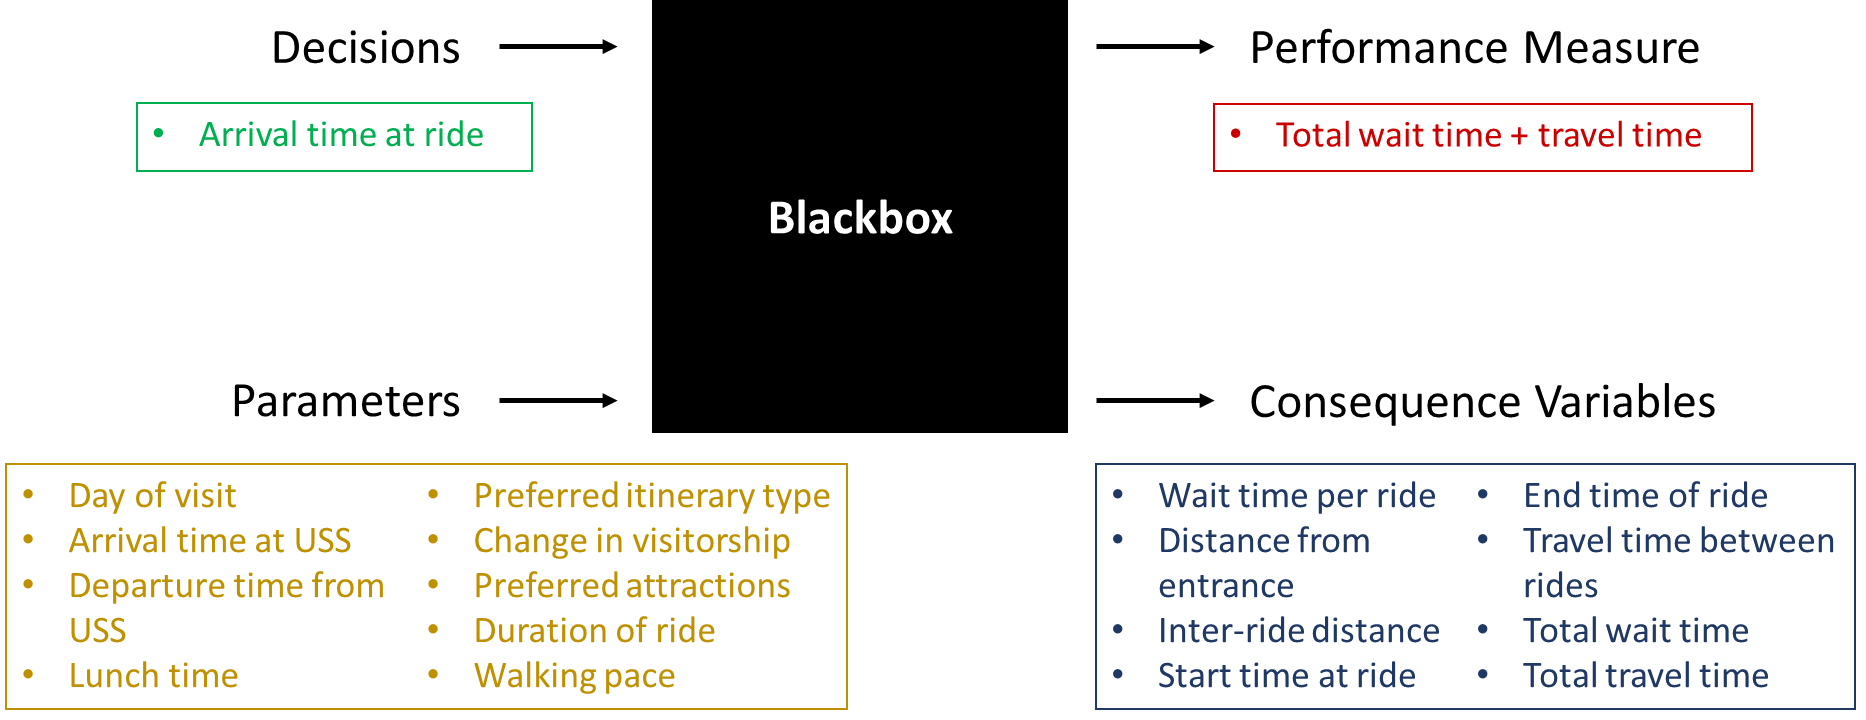 Decisions
• Arrival time at ride
Blackbox
Performance Measure
• Total wait time + travel time
Parameters
• Day of visit
• Arrival time at USS
• Departure time from
USS
• Lunch time
• Preferred itinerary type
• Change in visitorship
• Preferred attractions
• Duration of ride
• Walking pace
Consequence Variables
• Wait time per ride
• Distance from
entrance
• Inter-ride distance
• Start time at ride
• End time of ride
• Travel time between
rides
• Total wait time
• Total travel time